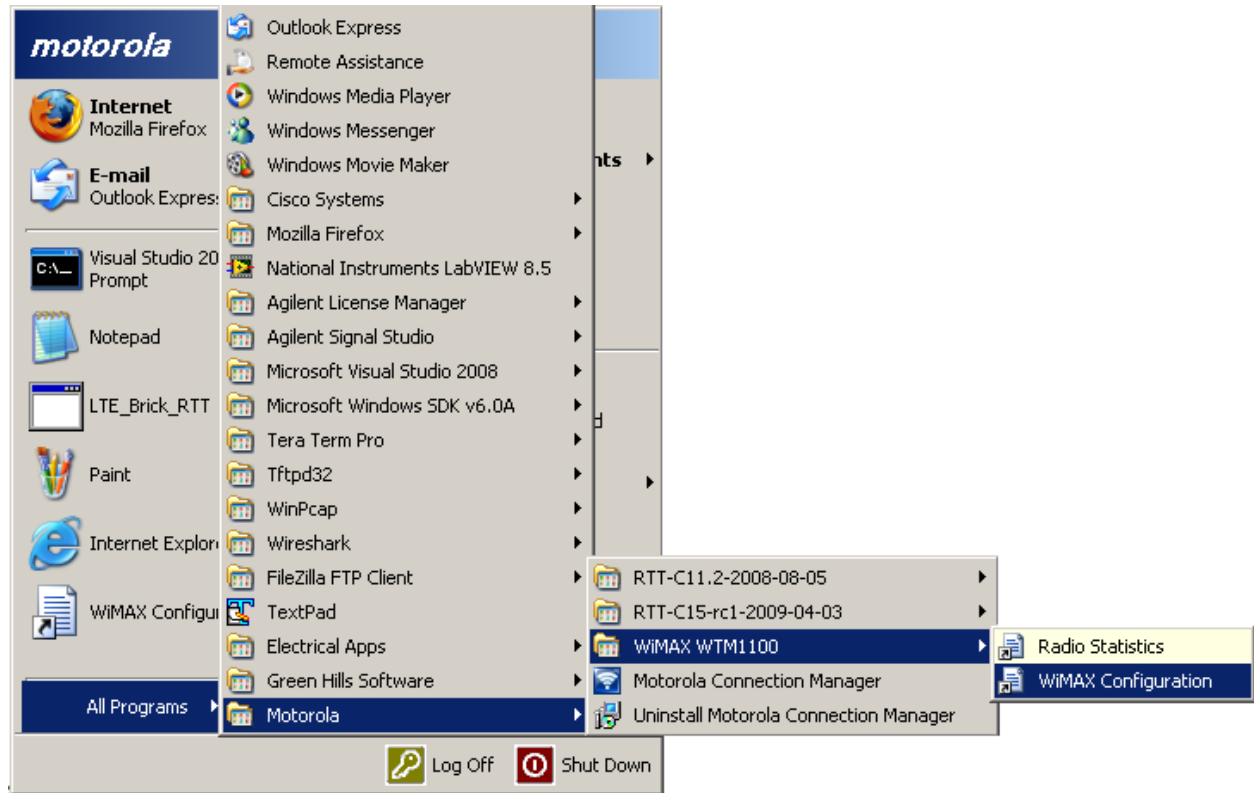 motorola
Internet
Mozilla Firefox
E-mail
Outlook Express
Visual Studio 20
Prompt
Notepad
LTE_Brick_RTT
Paint
Internet
WiMAX
All Programs
Outlook Express
Remote Assistance
Windows Media Player
Windows Messenger
Windows Movie Maker
Cisco Systems
Mozilla Firefox
National Instruments LabVIEW 8.5
Agilent License Manager
Agilent Signal Studio
Microsoft Visual Studio 2008
Microsoft Windows SDK v6.0A
Tera Term Pro
Tftpd32
WinPcap
Wireshark
FileZilla FTP Client
TextPad
Electrical Apps
Green Hills Software
Motorola
RTT-C11.2-2008-08-05
RTT-C15-rc1-2009-04-03
WiMAX WTM1100
Motorola Connection Manager
Uninstall Motorola Connection Manager
Radio Statistics
WiMAX Configuration
Log Off
Shut Down